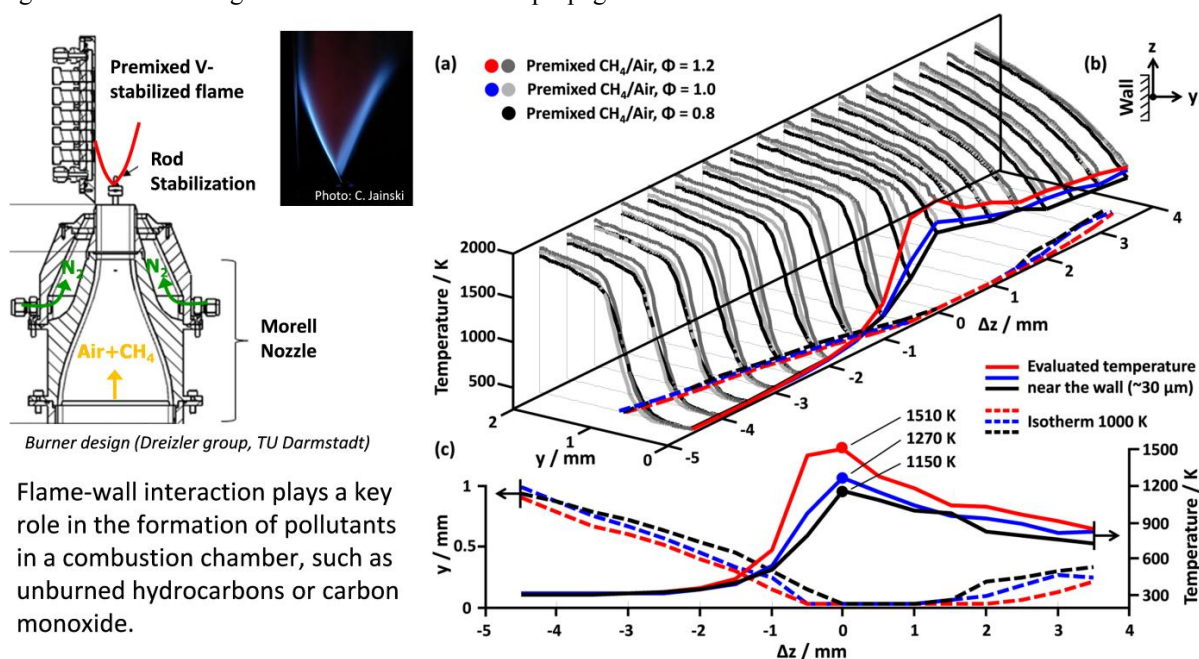 Premixed V-
stabilized flame
Rod
Stabilization
Photo: C. Jainski
N2
N2
Air+CH4
Morell
Nozzle
Burner design (Dreizler group, TU Darmstadt)
Flame-wall interaction plays a key
role in the formation of pollutants
in a combustion chamber, such as
unburned hydrocarbons or carbon
monoxide.
(a)
Premixed CH4/Air, Φ = 1.2
Premixed CH4/Air, Φ = 1.0
Premixed CH4/Air, Φ = 0.8
(b)
z
Wall
y
Temperature / K
2000
1500
1000
500
2
1
0
y / mm
-5
-4
-3
-2
-1
0
1
2
3
4
Δz / mm
Evaluated temperature
near the wall (~30 µm)
Isotherm 1000 K
(c)
1510 K
1270 K
1150 K
y / mm
1
0.5
0
Temperature / K
1500
1200
900
600
300
-5
-4
-3
-2
-1
0
1
2
3
4
Δz / mm